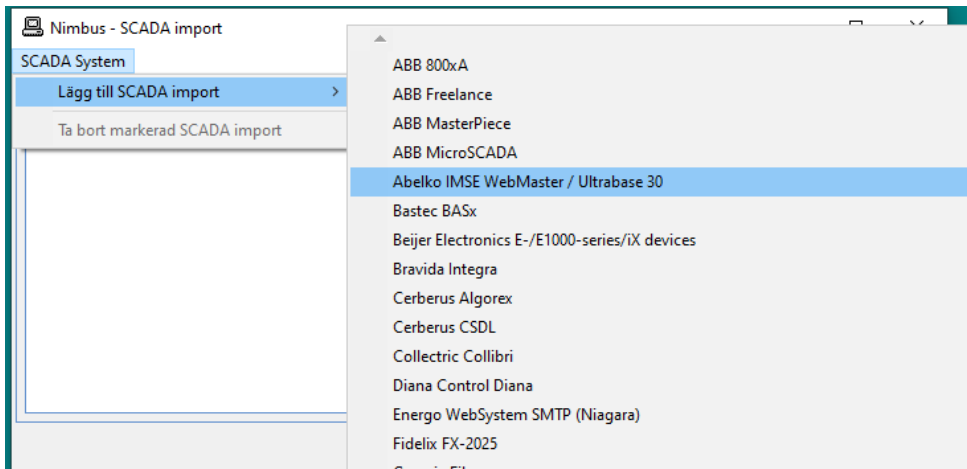 Nimbus - SCADA import
SCADA System
Lägg till SCADA import
Ta bort markerad SCADA import
ABB 800xA
ABB Freelance
ABB MasterPiece
ABB MicroSCADA
Abelko IMSE WebMaster / Ultrabase 30
Bastec BASx
Beijer Electronics E-/E1000-series/iX devices
Bravida Integra
Cerberus Algorex
Cerberus CSDL
Collectric Collibri
Diana Control Diana
Energo WebSystem SMTP (Niagara)
Fidelix FX-2025